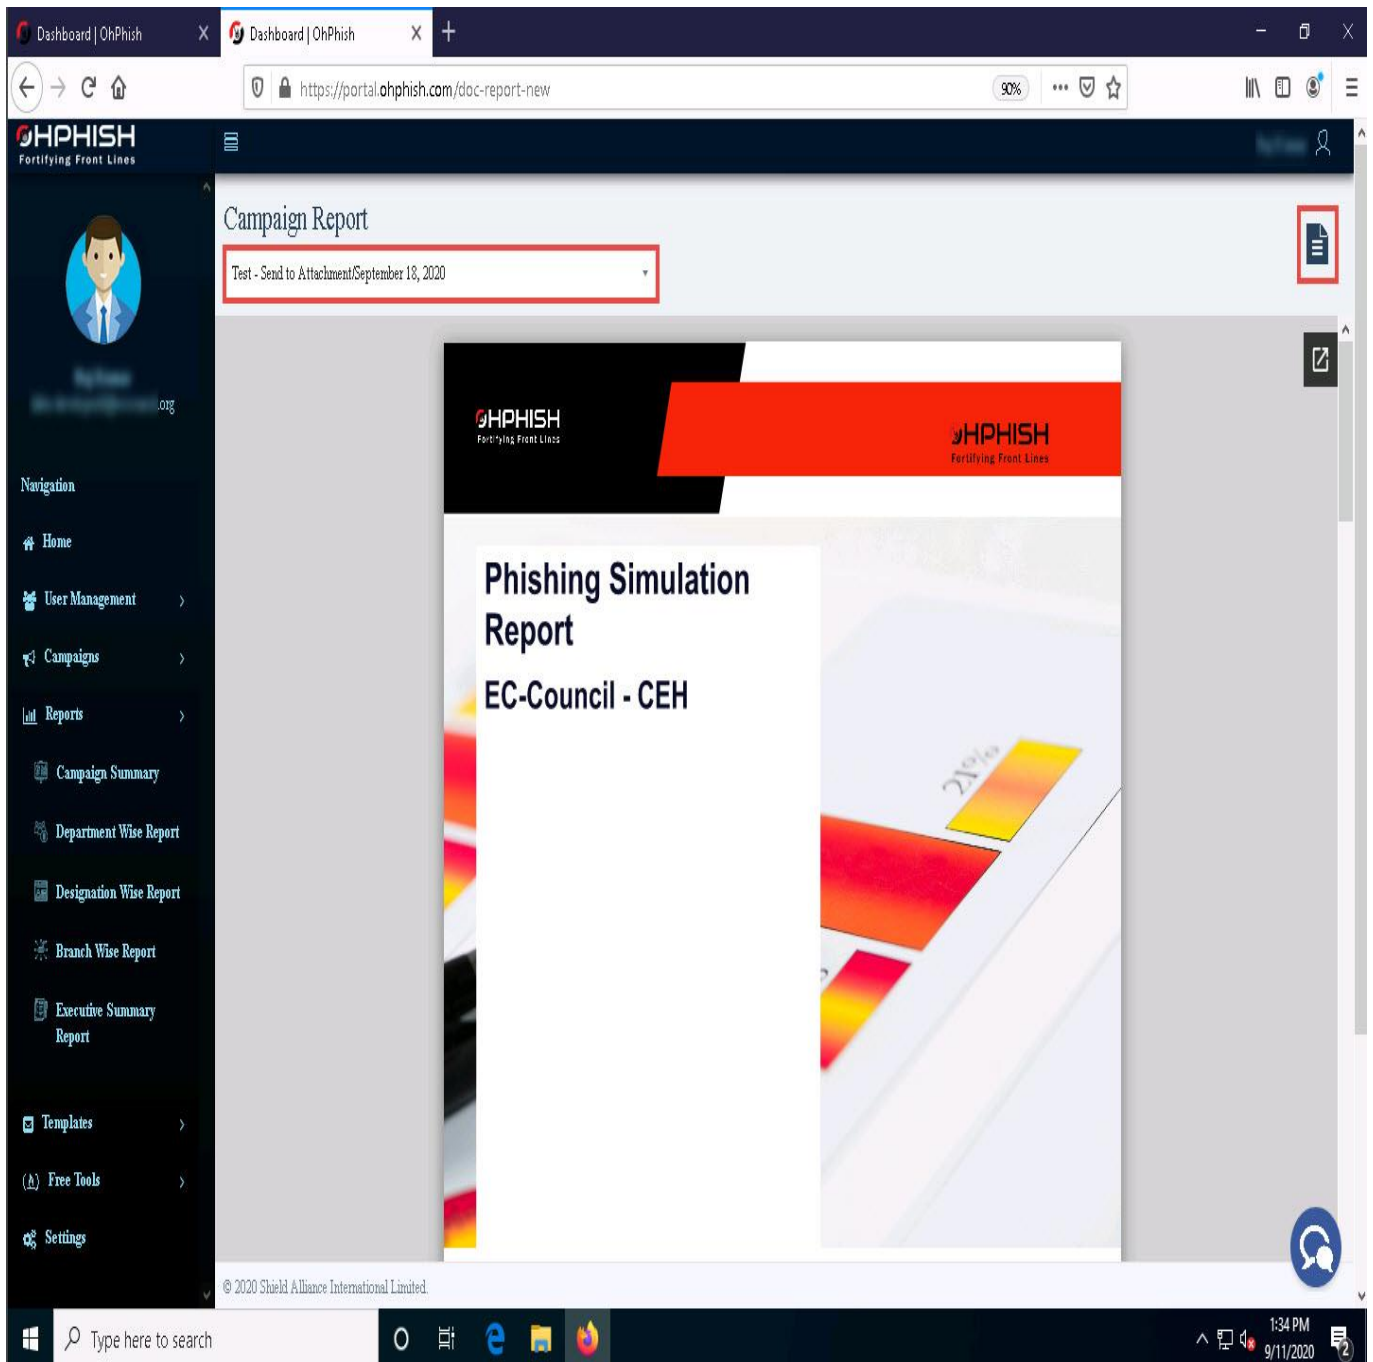 Dashboard | OhPhish
Dashboard | OhPhish
https://portal.ohphish.com/doc-report-new
90%
OHPHISH
Fortifying Front Lines
.org
Navigation
Home
User Management
Campaigns
Reports
Campaign Summary
Department Wise Report
Designation Wise Report
Branch Wise Report
Executive Summary
Report
Templates
Free Tools
Settings
Campaign Report
Test - Send to Attachment/September 18, 2020
OHPHISH
Fortifying Front Lines
OHPHISH
Fortifying Front Lines
Phishing Simulation
Report
EC-Council - CEH
21%
© 2020 Shield Alliance International Limited.
Type here to search
1:34 PM
9/11/2020
2